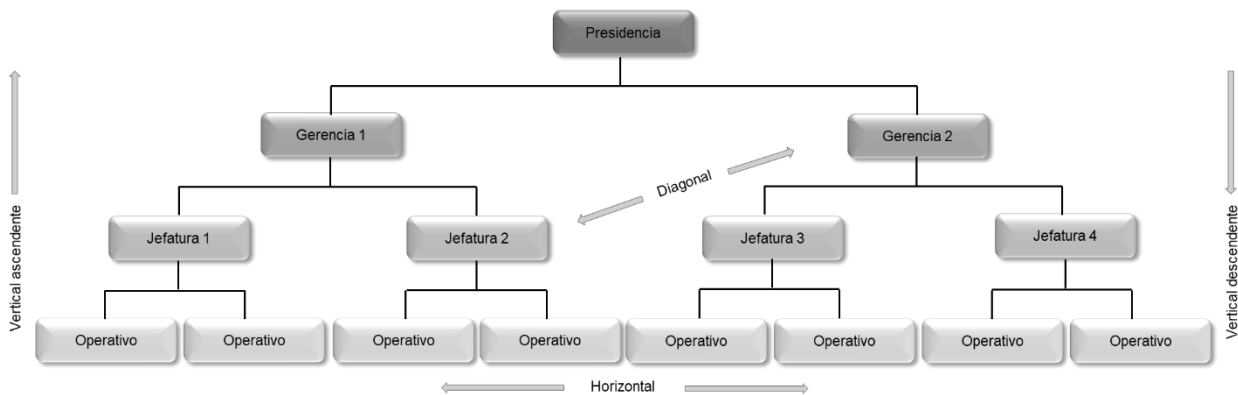 Presidencia
Gerencia 1
Gerencia 2
Diagonal
Vertical ascendente
Vertical descendente
Jefatura 1
Jefatura 2
Jefatura 3
Jefatura 4
Operativo
Operativo
Operativo
Operativo
Operativo
Operativo
Operativo
Operativo
Horizontal